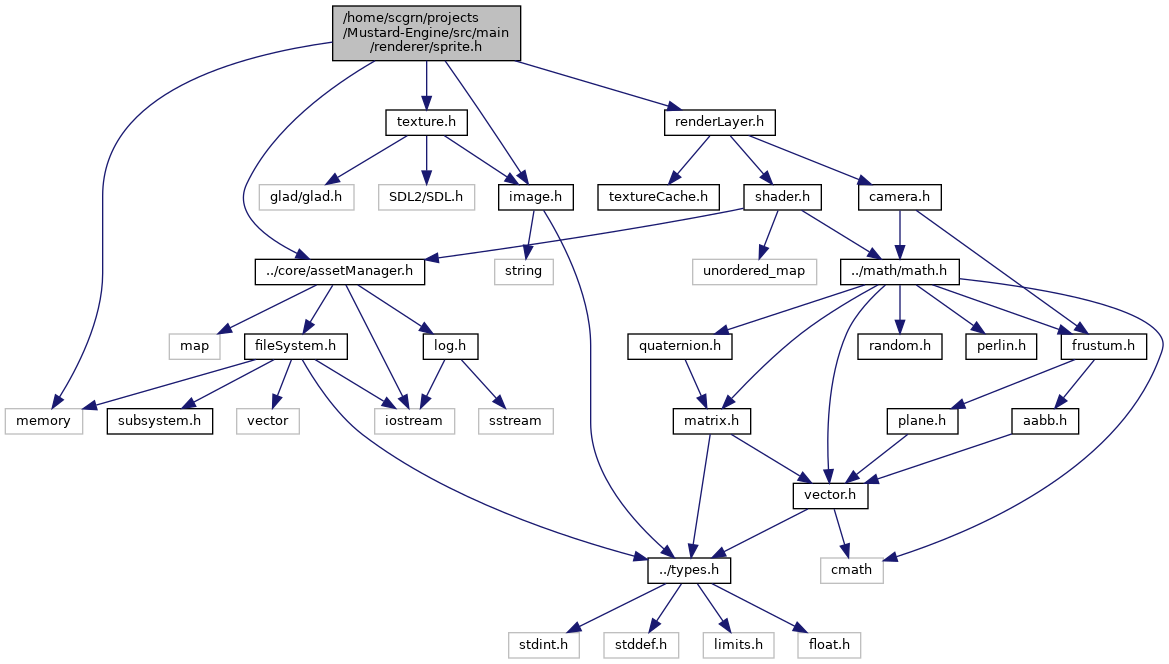 /home/scgrn/projects
/Mustard-Engine/src/main
/renderer/sprite.h
texture.h
renderLayer.h
glad/glad.h
SDL2/SDL.h
image.h
textureCache.h
shader.h
camera.h
../core/assetManager.h
string
unordered_map
../math/math.h
map
fileSystem.h
log.h
quaternion.h
random.h
perlin.h
frustum.h
memory
subsystem.h
vector
iostream
sstream
matrix.h
plane.h
aabb.h
vector.h
../types.h
cmath
stdint.h
stddef.h
limits.h
float.h